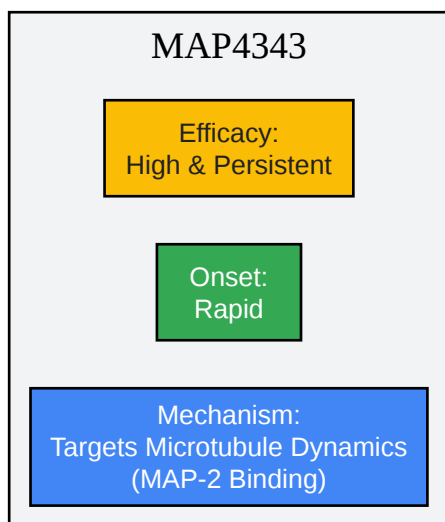 MAP4343
Efficacy:
High & Persistent
Onset:
Rapid
Mechanism:
Targets Microtubule Dynamics
(MAP-2 Binding)